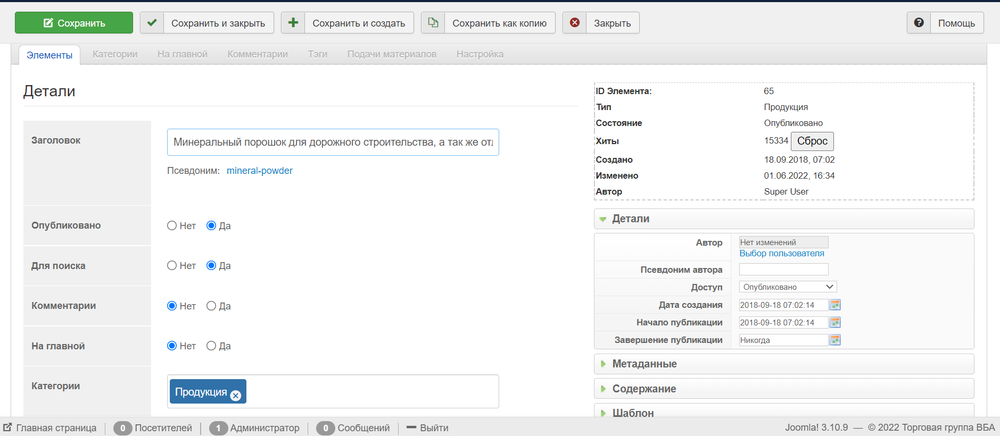 Сохранить
Сохранить и закрыть
Сохранить и создать
Сохранить как копию
Закрыть
Помощь
Элементы
Категории
На главной
Комментарии
Тэги
Подачи материалов
Настройка
Детали
Заголовок
Минеральный порошок для дорожного строительства, а так же
Псевдоним: mineral-powder
Опубликовано
Нет Да
Для поиска
Нет Да
Комментарии
Нет Да
На главной
Нет Да
Категории
Продукция
ID Элемента: 65
Тип Продукция
Состояние Опубликовано
Хиты 15334 Сброс
Создано 18.09.2018, 07:02
Изменено 01.06.2022, 16:34
Автор Super User
Детали
Автор Нет изменений
Выбор пользователя
Псевдоним автора
Доступ Опубликовано
Дата создания 2018-09-18 07:02:14
Начало публикации 2018-09-18 07:02:14
Завершение публикации Никогда
Метаданные
Содержание
Шаблон
Главная страница
0 Посетителей
1 Администратор
0 Сообщений
Выйти
Joomla! 3.10.9 — © 2022 Торговая группа ВБА